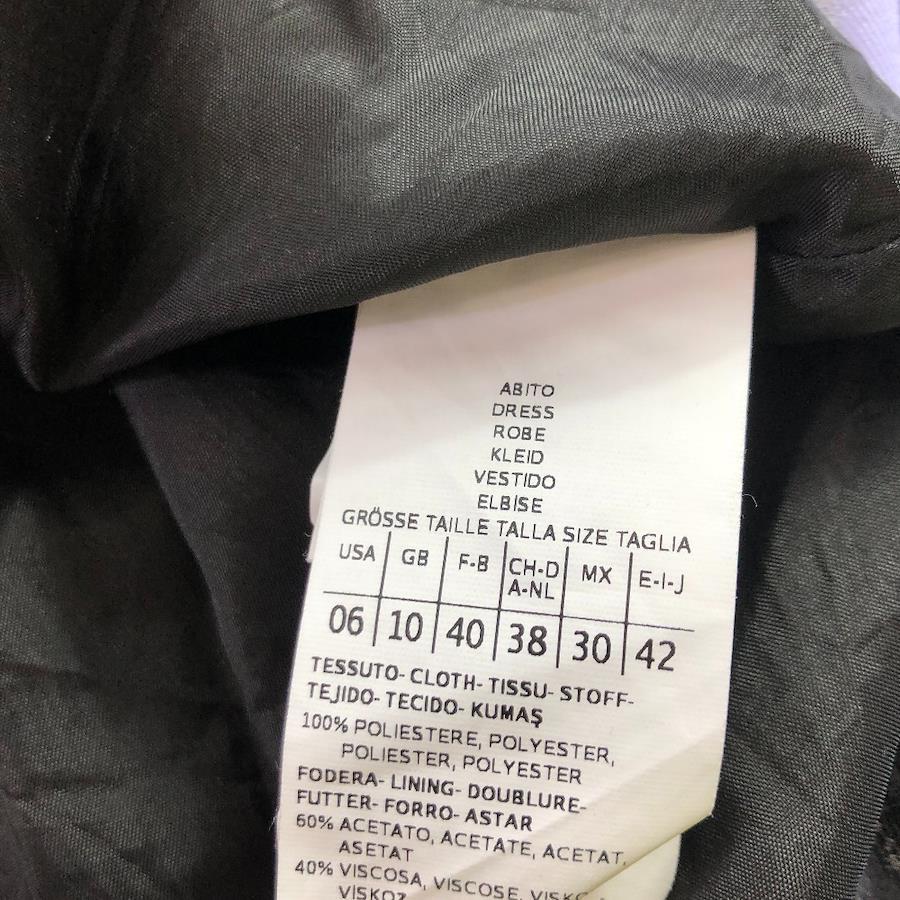 ABITO
DRESS
ROBE
KLEID
VESTIDO
ELBİSE
GRÖSSE TAILLE TALLA SIZE TAGLIA
USA GB F-B CH-D A-NL MX E-I-J
06 10 40 38 30 42
TESSUTO- CLOTH- TISSU- STOFF-
TEJIDO- TECIDO- KUMAŞ
100% POLIESTERE, POLYESTER,
POLIESTER, POLYESTER
FODERA- LINING- DOUBLURE-
FUTTER- FORRO- ASTAR
60% ACETATO, ACETATE, ACETAT,
ASETAT
40% VISCOSA, VISCOSE,